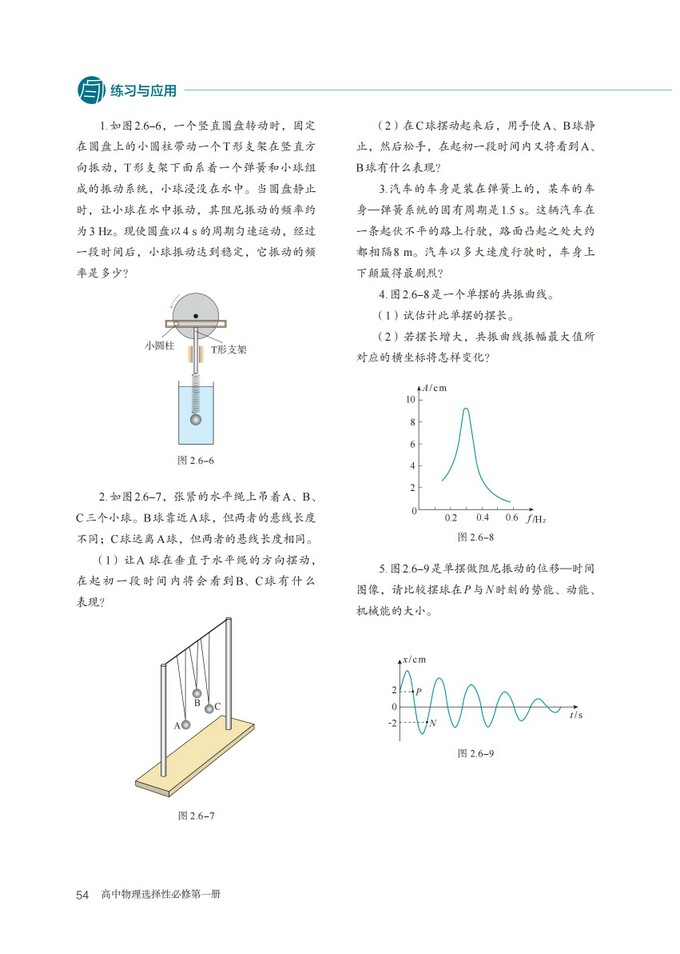 练习与应用
1.如图2.6-6，一个竖直圆盘转动时，固定
在圆盘上的小圆柱带动一个T形支架在竖直方
向振动，T形支架下面系着一个弹簧和小球组
成的振动系统，小球浸没在水中。当圆盘静止
时，让小球在水中振动，其阻尼振动的频率约
为3 Hz。现使圆盘以4 s的周期匀速运动，经过
一段时间后，小球振动达到稳定，它振动的频
率是多少？
小圆柱
T形支架
图 2.6-6
2.如图2.6-7，张紧的水平绳上吊着A、B、
C三个小球。B球靠近A球，但两者的悬线长度
不同；C球远离A球，但两者的悬线长度相同。
（1）让A 球在垂直于水平绳的方向摆动，
在起初一段时间内将会看到B、C球有什么
表现？
B
C
A
图 2.6-7
（2）在C球摆动起来后，用手使A、B球静
止，然后松手，在起初一段时间内又将看到A、
B球有什么表现？
3.汽车的车身是装在弹簧上的，某车的车
身—弹簧系统的固有周期是1.5 s。这辆汽车在
一条起伏不平的路上行驶，路面凸起之处大约
都相隔8 m。汽车以多大速度行驶时，车身上
下颠簸得最剧烈？
4.图2.6-8是一个单摆的共振曲线。
（1）试估计此单摆的摆长。
（2）若摆长增大，共振曲线振幅最大值所
对应的横坐标将怎样变化？
A/cm
10
8
6
4
2
0
0.2 0.4 0.6 f/Hz
图 2.6-8
5.图2.6-9是单摆做阻尼振动的位移—时间
图像，请比较摆球在P与N时刻的势能、动能、
机械能的大小。
x/cm
2
P
0
t/s
-2
N
图 2.6-9
54 高中物理选择性必修第一册